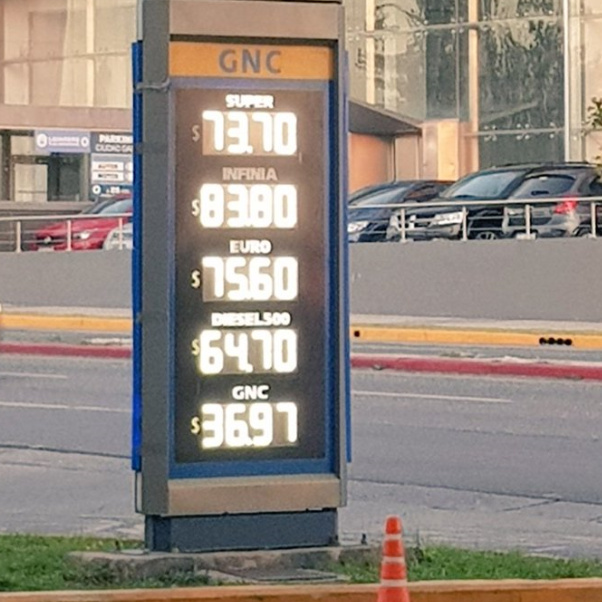 GNC
SUPER
$73.70
INFINIA
$83.80
EURO
$75.60
DIESEL500
$64.70
GNC
$36.97
PARKING